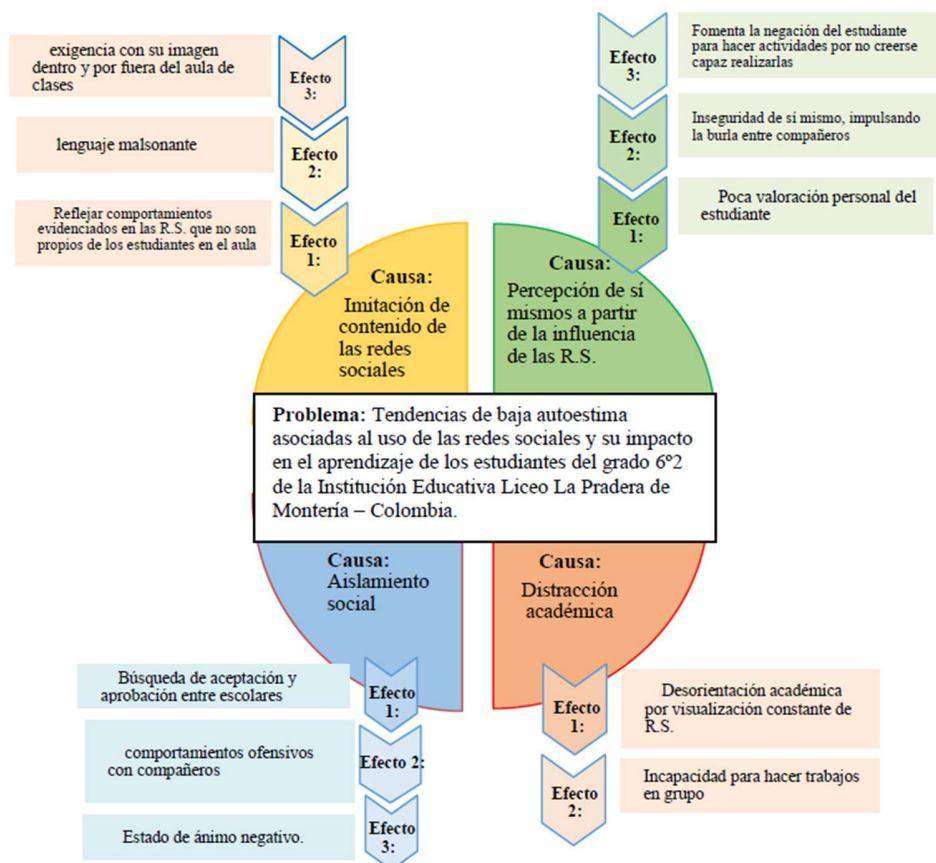 exigencia con su imagen
dentro y por fuera del aula de
clases
Efecto
3:
lenguaje malsonante
Efecto
2:
Reflejar comportamientos
evidenciados en las R.S. que no son
propios de los estudiantes en el aula
Efecto
1:
Causa:
Imitación de
contenido de
las redes
sociales
Efecto
3:
Fomenta la negación del estudiante
para hacer actividades por no creerse
capaz realizarlas
Efecto
2:
Inseguridad de sí mismo, impulsando
la burla entre compañeros
Efecto
1:
Poca valoración personal del
estudiante
Causa:
Percepción de sí
mismos a partir
de la influencia
de las R.S.
Problema: Tendencias de baja autoestima
asociadas al uso de las redes sociales y su impacto
en el aprendizaje de los estudiantes del grado 6º2
de la Institución Educativa Liceo La Pradera de
Montería – Colombia.
Causa:
Aislamiento
social
Búsqueda de aceptación y
aprobación entre escolares
Efecto
1:
comportamientos ofensivos
con compañeros
Efecto 2:
Estado de ánimo negativo.
Efecto
3:
Causa:
Distracción
académica
Efecto
1:
Desorientación académica
por visualización constante de
R.S.
Efecto
2:
Incapacidad para hacer trabajos
en grupo